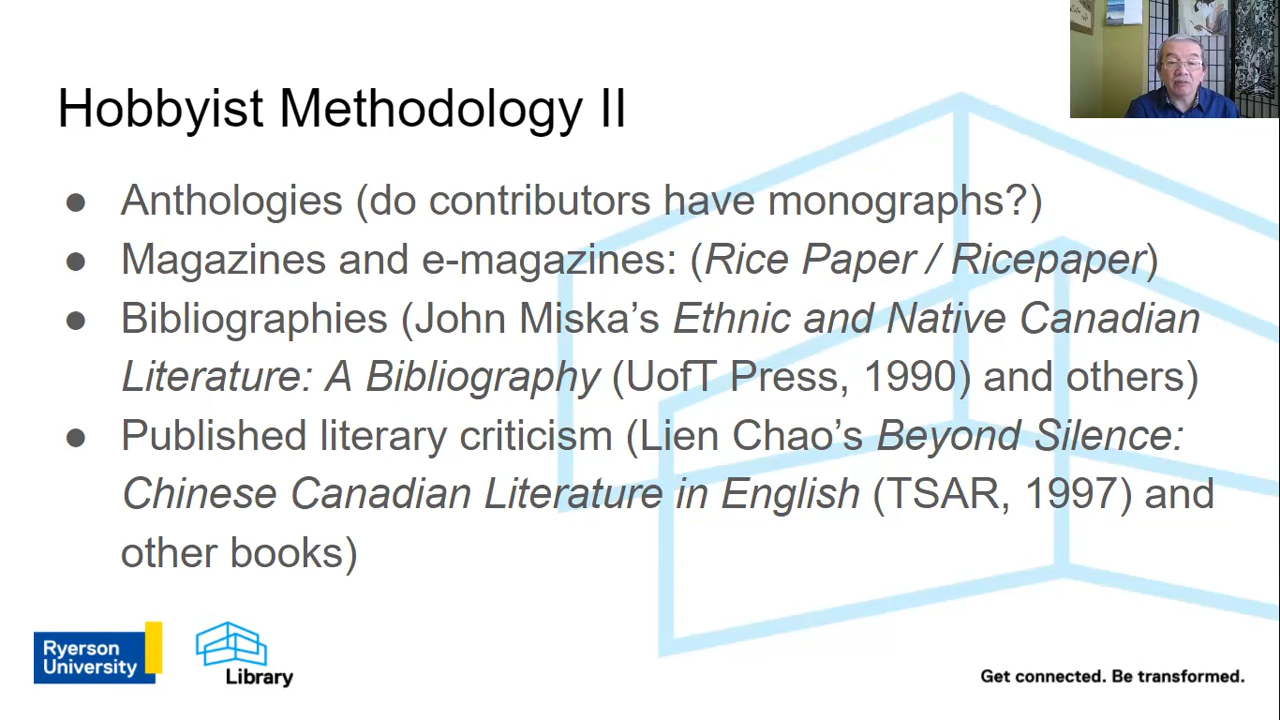 Hobbyist Methodology II
● Anthologies (do contributors have monographs?)
● Magazines and e-magazines: (Rice Paper / Ricepaper)
● Bibliographies (John Miska’s Ethnic and Native Canadian
Literature: A Bibliography (UofT Press, 1990) and others)
● Published literary criticism (Lien Chao’s Beyond Silence:
Chinese Canadian Literature in English (TSAR, 1997) and
other books)
Ryerson
University
Library
Get connected. Be transformed.